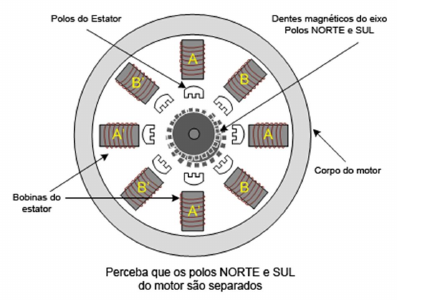 Polos do Estator
Dentes magnéticos do eixo
Polos NORTE e SUL
A
B
B
A
A
B
B
A
Corpo do motor
Bobinas do
estator
Perceba que os polos NORTE e SUL
do motor são separados